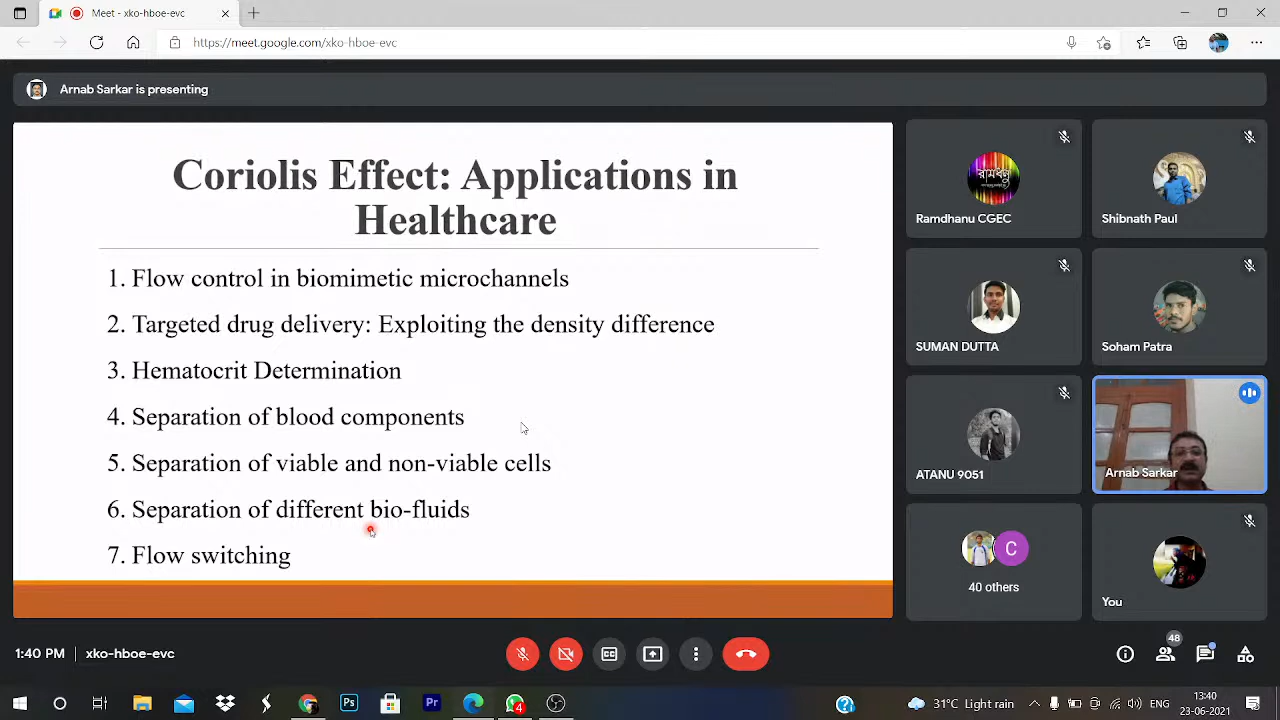 Meet - xko-hboe-evc
https://meet.google.com/xko-hboe-evc
Arnab Sarkar is presenting
Coriolis Effect: Applications in
Healthcare
1. Flow control in biomimetic microchannels
2. Targeted drug delivery: Exploiting the density difference
3. Hematocrit Determination
4. Separation of blood components
5. Separation of viable and non-viable cells
6. Separation of different bio-fluids
7. Flow switching
রামধনু
Ramdhanu CGEC
Shibnath Paul
SUMAN DUTTA
Soham Patra
ATANU 9051
Arnab Sarkar
C
40 others
You
1:40 PM | xko-hboe-evc
48
Ps
Pr
4
31°C Light rain
13:40
23-06-2021